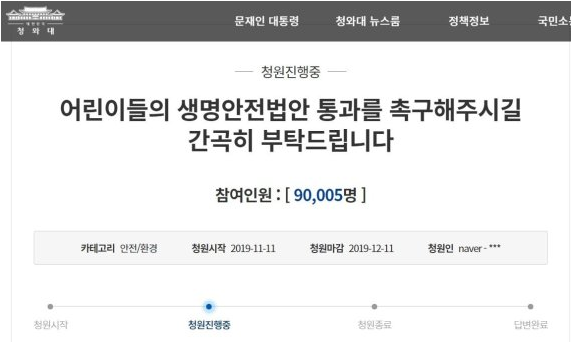 대한민국
청와대
문재인 대통령 청와대 뉴스룸 정책정보 국민소
청원진행중
어린이들의 생명안전법안 통과를 촉구해주시길
간곡히 부탁드립니다
참여인원 : [ 90,005명 ]
카테고리 안전/환경 청원시작 2019-11-11 청원마감 2019-12-11 청원인 naver - ***
청원시작 청원진행중 청원종료 답변완료